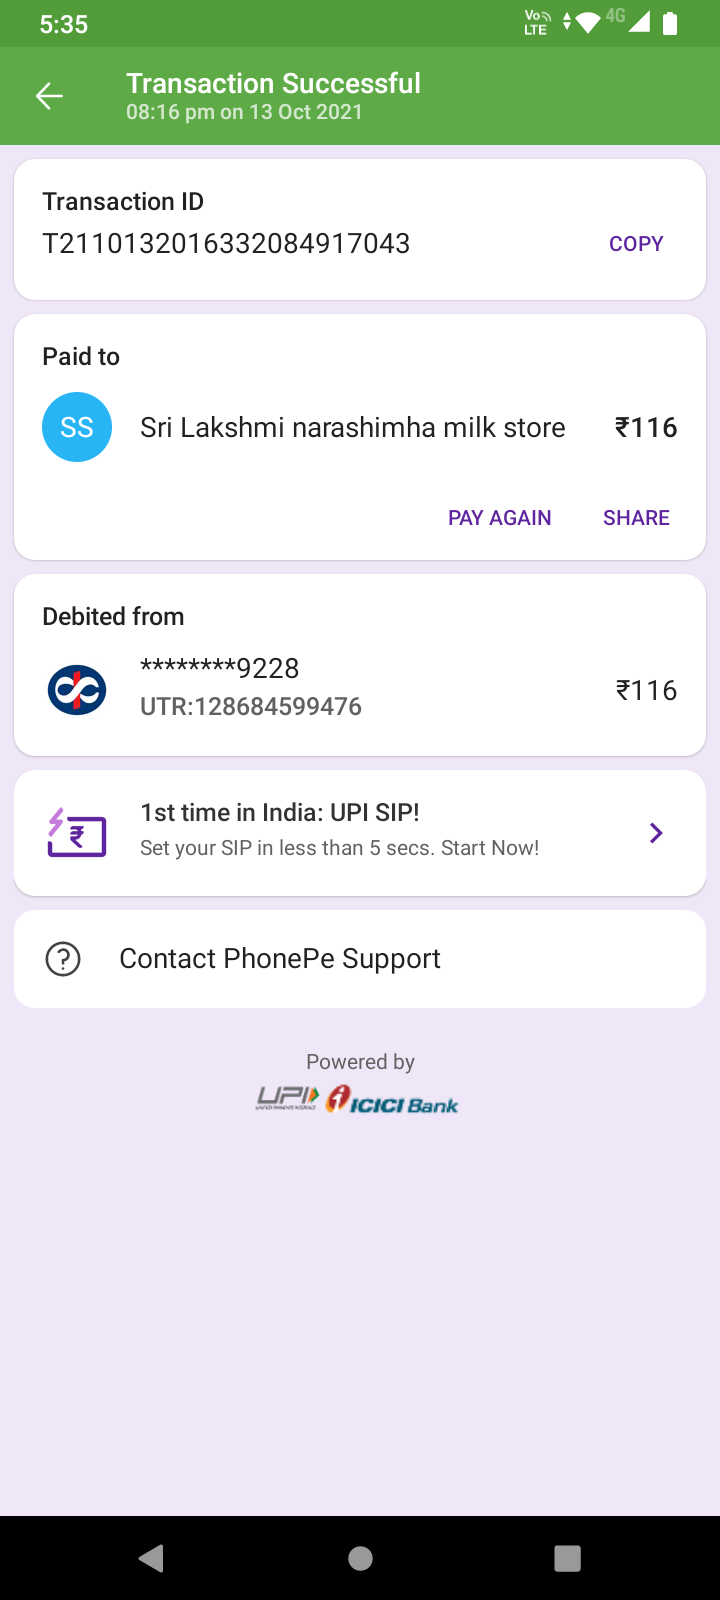 5:35
Vo
LTE
4G
Transaction Successful
08:16 pm on 13 Oct 2021
Transaction ID
T2110132016332084917043
COPY
Paid to
SS
Sri Lakshmi narashimha milk store
₹116
PAY AGAIN
SHARE
Debited from
********9228
UTR:128684599476
₹116
₹
1st time in India: UPI SIP!
Set your SIP in less than 5 secs. Start Now!
?
Contact PhonePe Support
Powered by
UPI
UNIFIED PAYMENTS INTERFACE
ICICI Bank